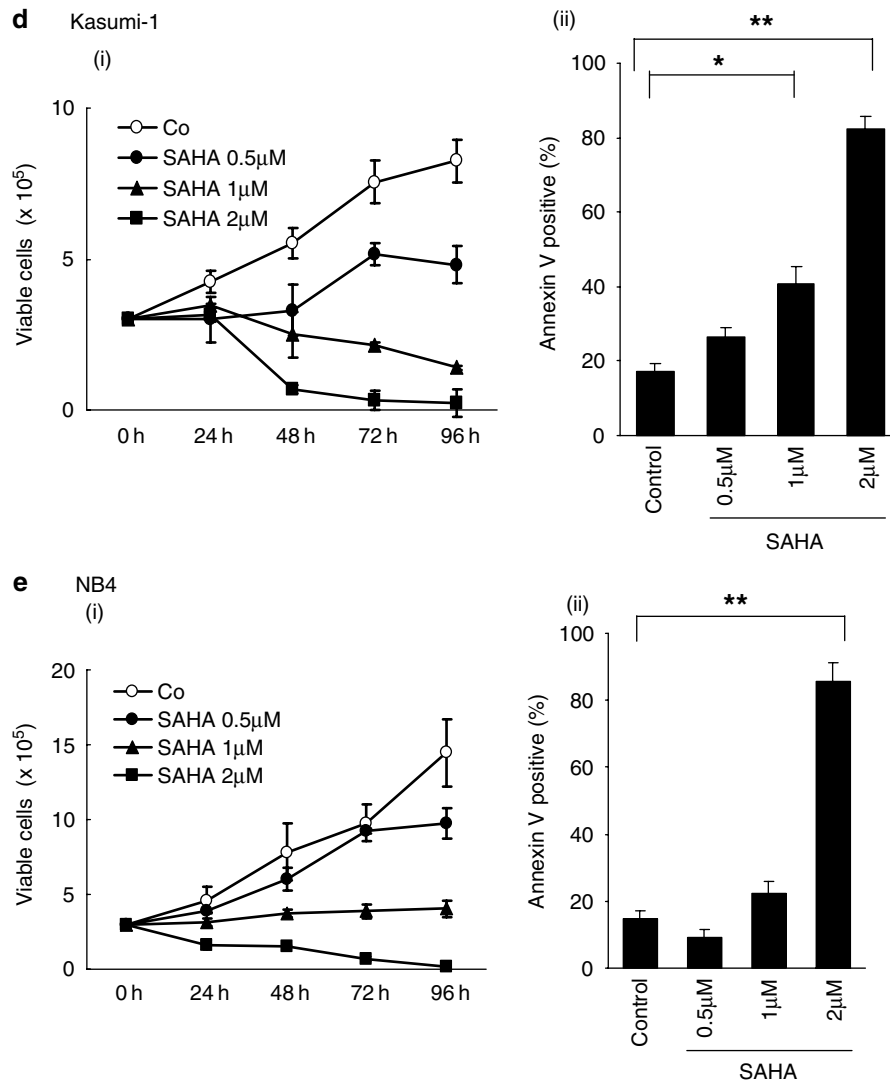 d Kasumi-1
(i)
Co
SAHA 0.5μM
SAHA 1μM
SAHA 2μM
Viable cells (x 10⁵)
10
5
0
0 h 24 h 48 h 72 h 96 h
(ii)
**
*
Annexin V positive (%)
100
80
60
40
20
0
Control 0.5μM 1μM 2μM
SAHA
e NB4
(i)
Co
SAHA 0.5μM
SAHA 1μM
SAHA 2μM
Viable cells (x 10⁵)
20
15
10
5
0
0 h 24 h 48 h 72 h 96 h
(ii)
**
Annexin V positive (%)
100
80
60
40
20
0
Control 0.5μM 1μM 2μM
SAHA